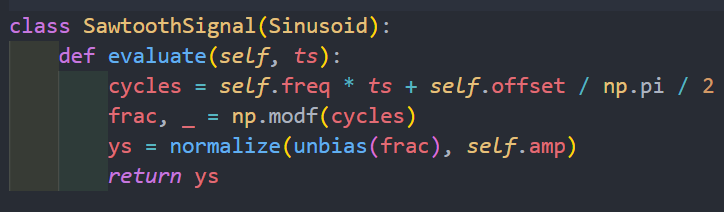 class SawtoothSignal(Sinusoid):
    def evaluate(self, ts):
        cycles = self.freq * ts + self.offset / np.pi / 2
        frac, _ = np.modf(cycles)
        ys = normalize(unbias(frac), self.amp)
        return ys